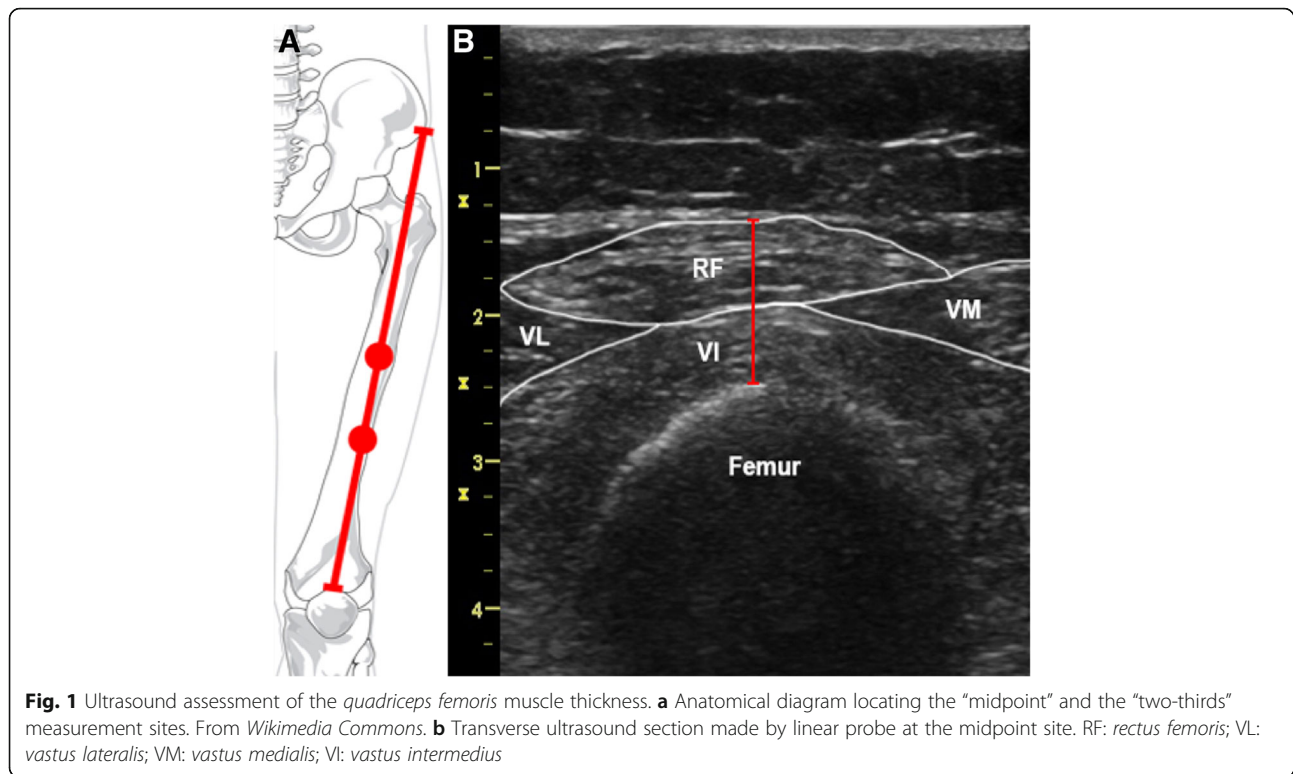 A
B
1
RF
VM
2
VL
VI
3
Femur
4
Fig. 1 Ultrasound assessment of the quadriceps femoris muscle thickness. a Anatomical diagram locating the “midpoint” and the “two-thirds”
measurement sites. From Wikimedia Commons. b Transverse ultrasound section made by linear probe at the midpoint site. RF: rectus femoris; VL:
vastus lateralis; VM: vastus medialis; VI: vastus intermedius